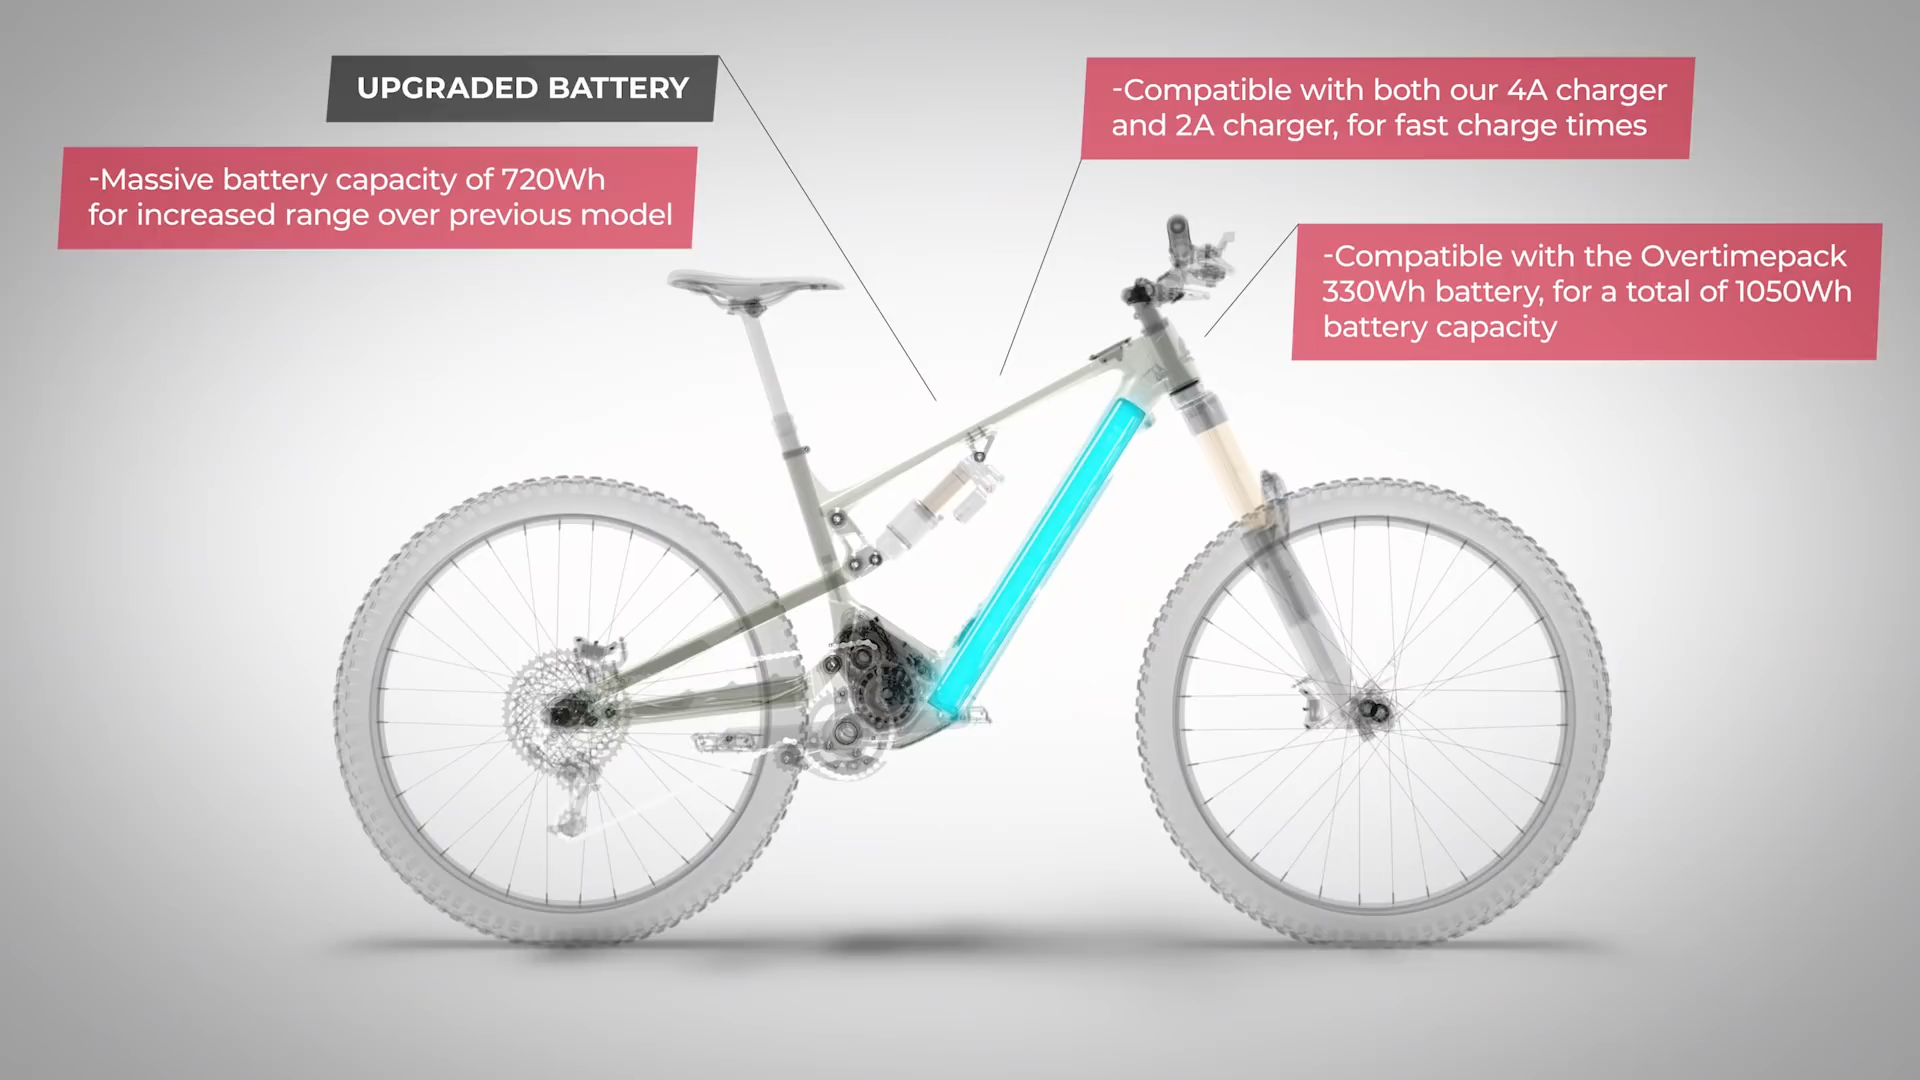 UPGRADED BATTERY
-Massive battery capacity of 720Wh
for increased range over previous model
-Compatible with both our 4A charger
and 2A charger, for fast charge times
-Compatible with the Overtimepack
330Wh battery, for a total of 1050Wh
battery capacity